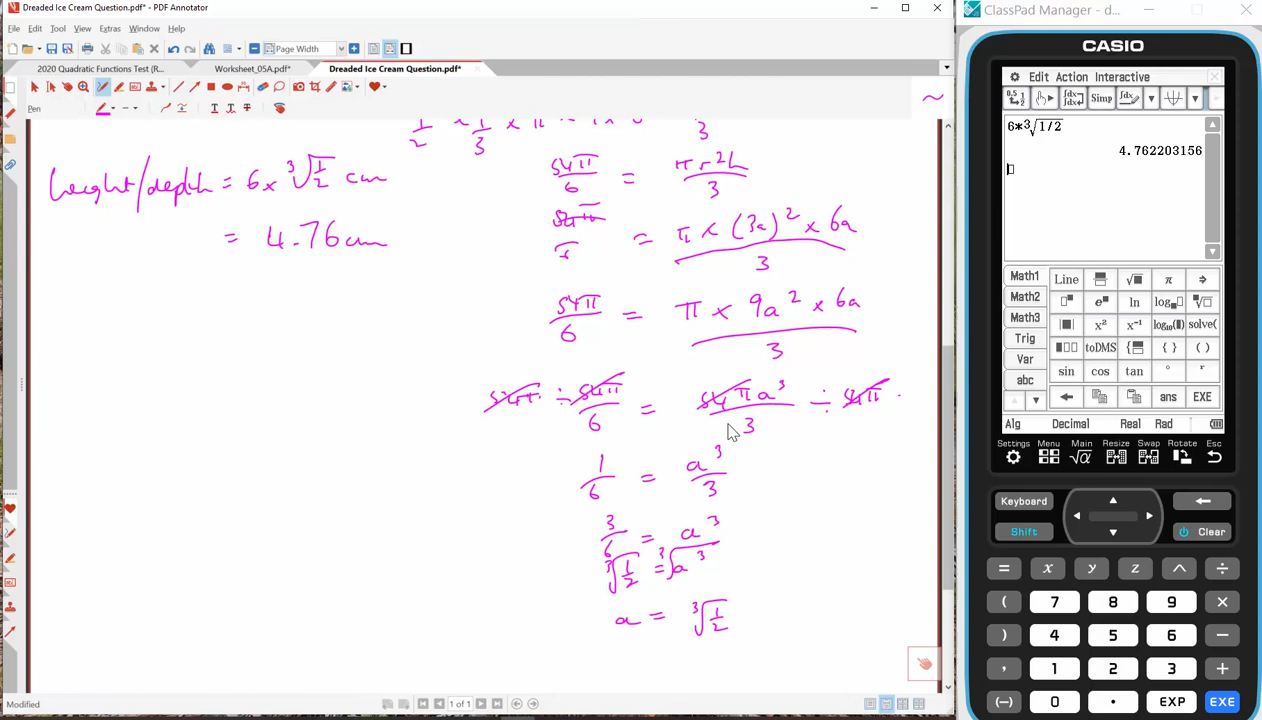 Dreaded Ice Cream Question.pdf* - PDF Annotator
File Edit Tool View Extras Window Help
Page Width
2020 Quadratic Functions Test (R... Worksheet_05A.pdf* Dreaded Ice Cream Question.pdf*
Pen
54π/6 = πr²h/3
height/depth = 6 x ∛(1/2) cm
= π x (3a)² x 6a / 3
= 4.76cm
54π/6 = π x 9a² x 6a / 3
54π ÷ 54π/6 = 54πa³/3 ÷ 54π
1/6 = a³/3
3/6 = a³
∛(1/2) = ∛a³
a = ∛(1/2)
Modified
1 of 1
ClassPad Manager - d...
CASIO
Edit Action Interactive
Simp
6*∛(1/2)
4.762203156
Math1 Line √■ π
Math2 e■ ln log■
Math3 |■| x² x⁻¹ log₁₀(■) solve(
Trig toDMS { } ( )
Var sin cos tan ° r
abc ans EXE
Alg Decimal Real Rad
Settings Menu Main Resize Swap Rotate Esc
Keyboard
Shift Clear
= x y z ^ ÷
( 7 8 9 ×
) 4 5 6 −
, 1 2 3 +
(−) 0 . EXP EXE